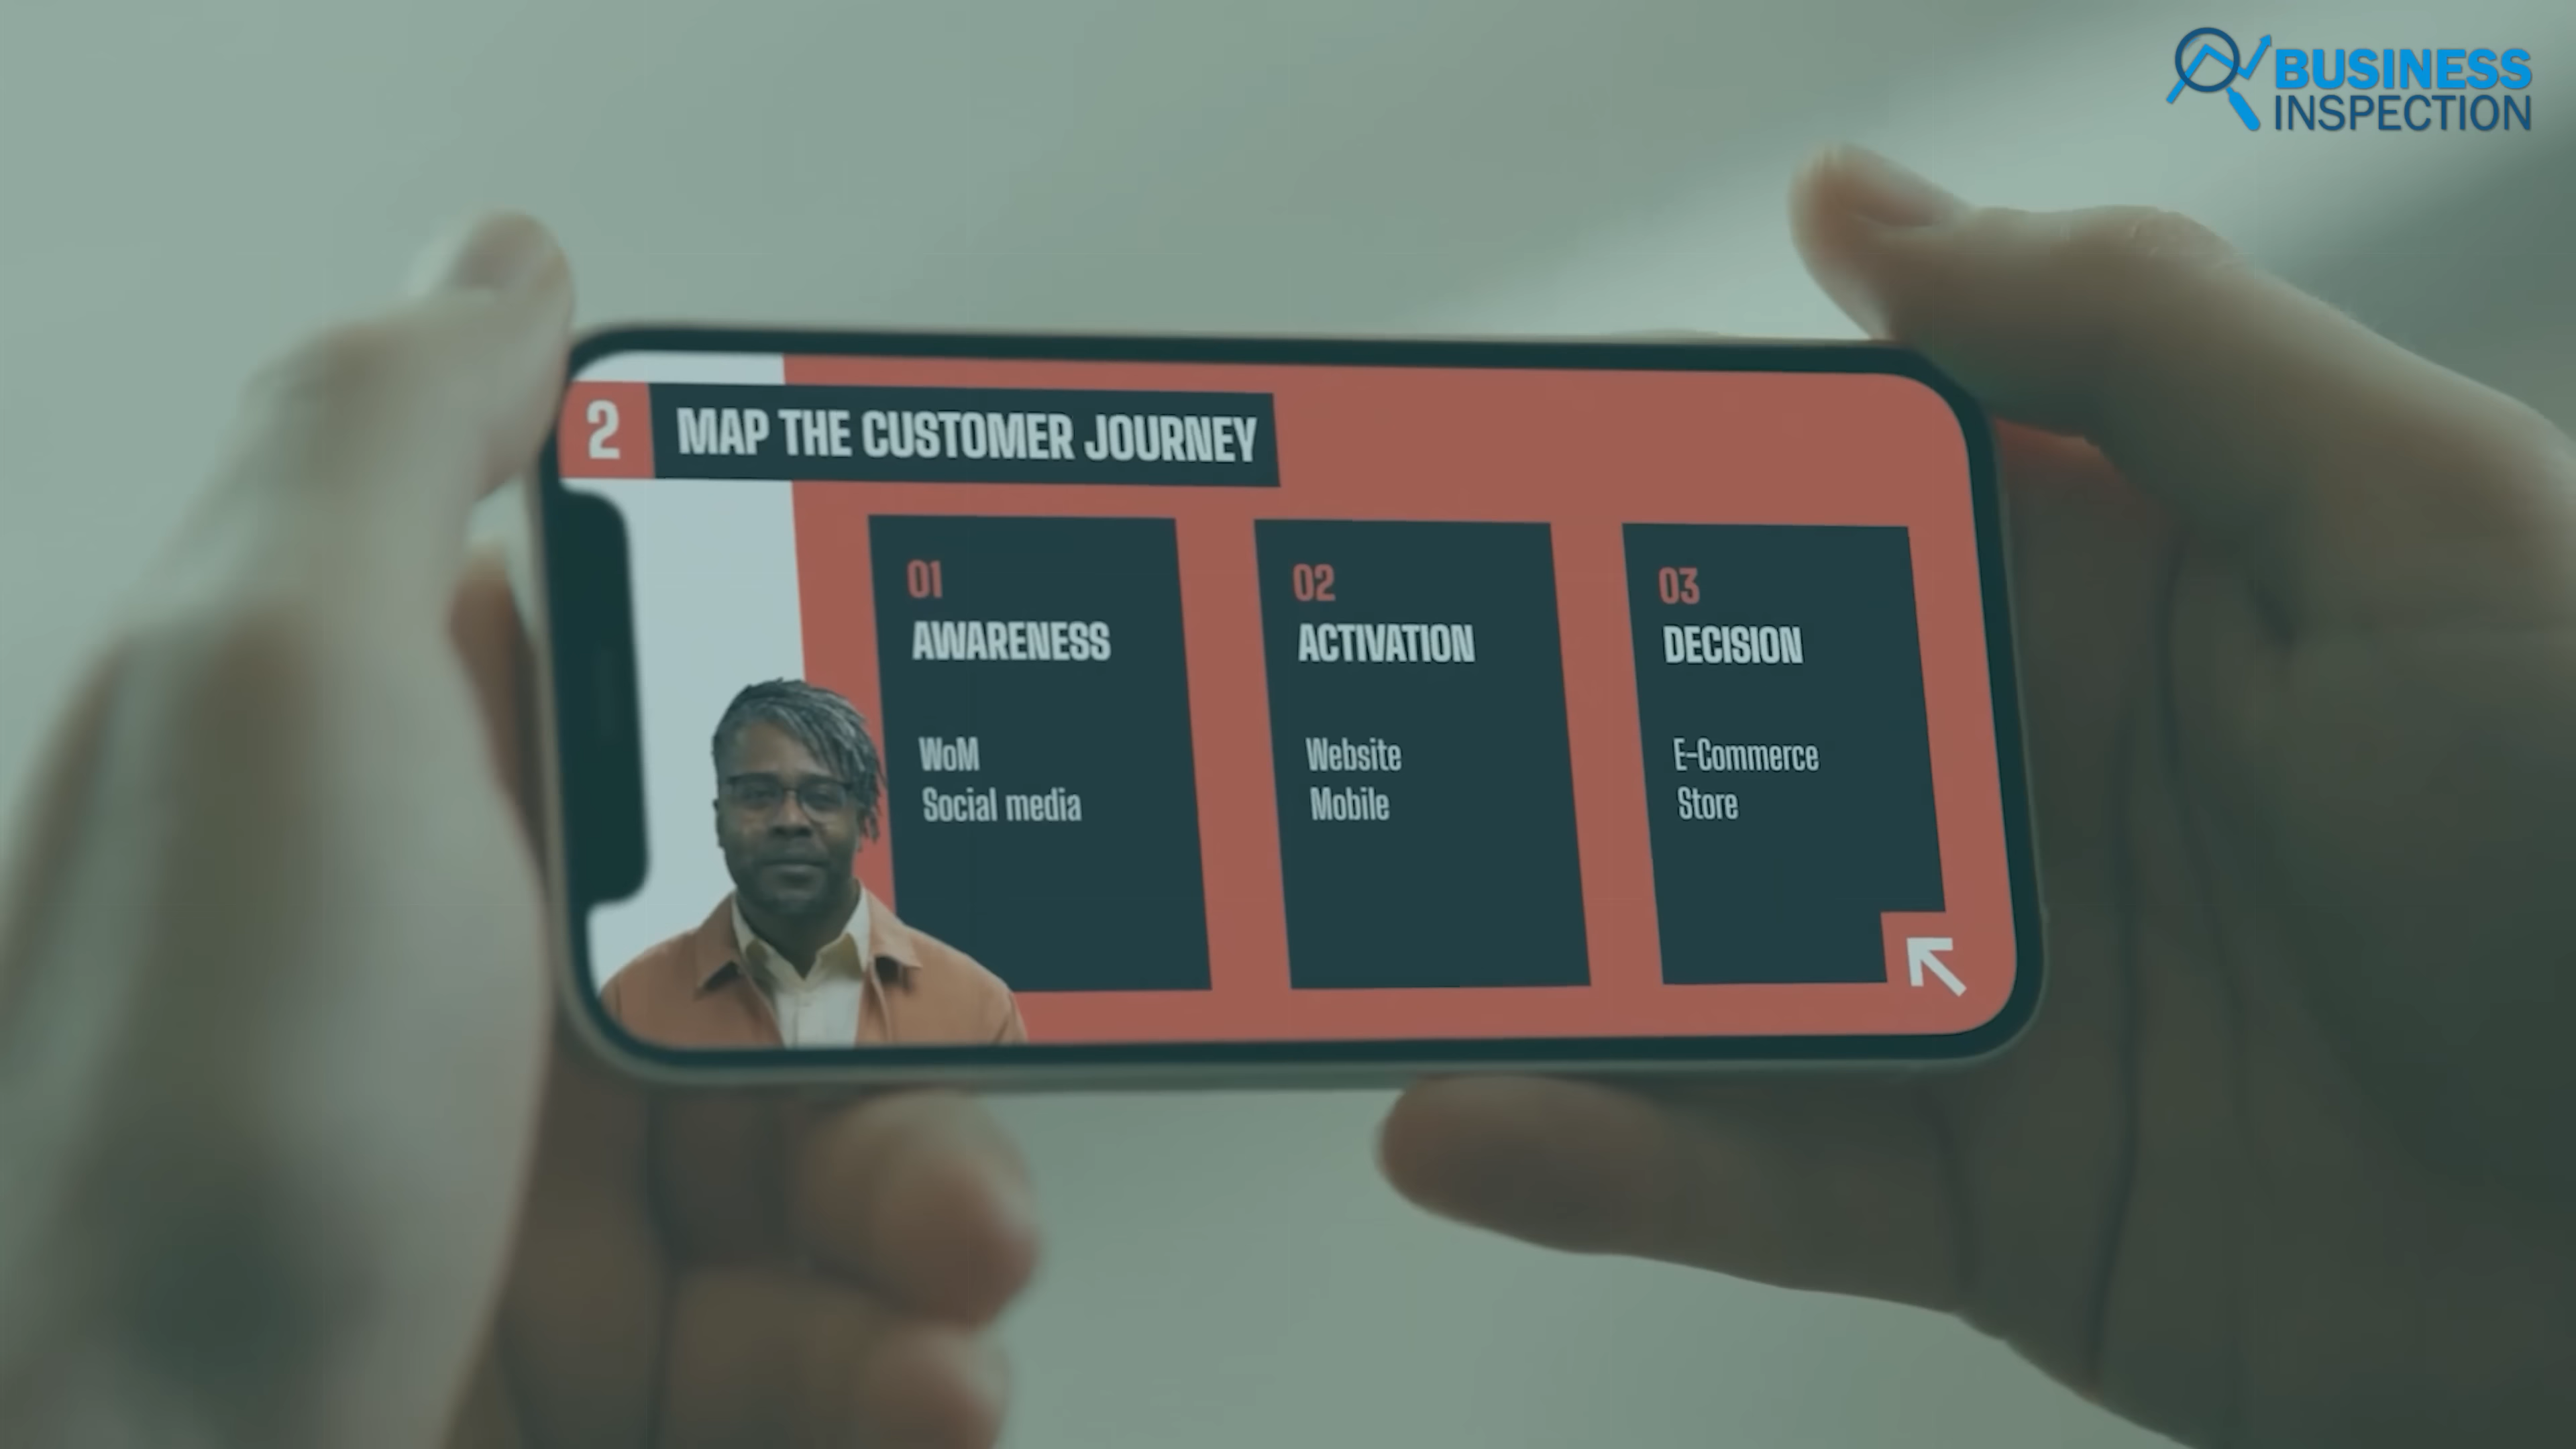 BUSINESS
INSPECTION
2
MAP THE CUSTOMER JOURNEY
01
AWARENESS
WoM
Social media
02
ACTIVATION
Website
Mobile
03
DECISION
E-Commerce
Store